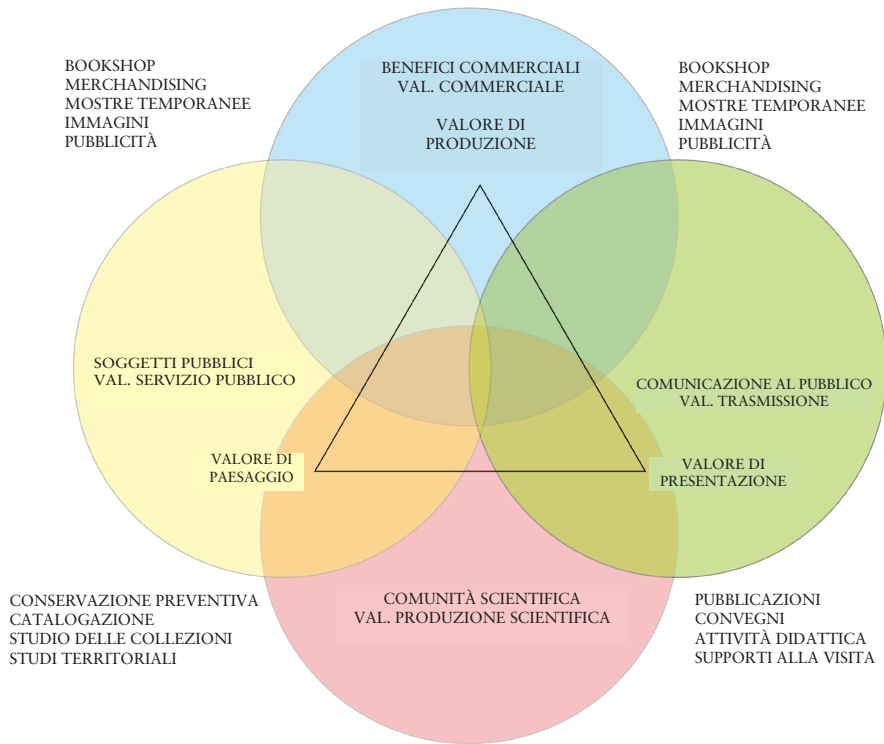 BOOKSHOP
MERCHANDISING
MOSTRE TEMPORANEE
IMMAGINI
PUBBLICITÀ
BENEFICI COMMERCIALI
VAL. COMMERCIALE
VALORE DI
PRODUZIONE
BOOKSHOP
MERCHANDISING
MOSTRE TEMPORANEE
IMMAGINI
PUBBLICITÀ
SOGGETTI PUBBLICI
VAL. SERVIZIO PUBBLICO
COMUNICAZIONE AL PUBBLICO
VAL. TRASMISSIONE
VALORE DI
PAESAGGIO
VALORE DI
PRESENTAZIONE
CONSERVAZIONE PREVENTIVA
CATALOGAZIONE
STUDIO DELLE COLLEZIONI
STUDI TERRITORIALI
COMUNITÀ SCIENTIFICA
VAL. PRODUZIONE SCIENTIFICA
PUBBLICAZIONI
CONVEGNI
ATTIVITÀ DIDATTICA
SUPPORTI ALLA VISITA